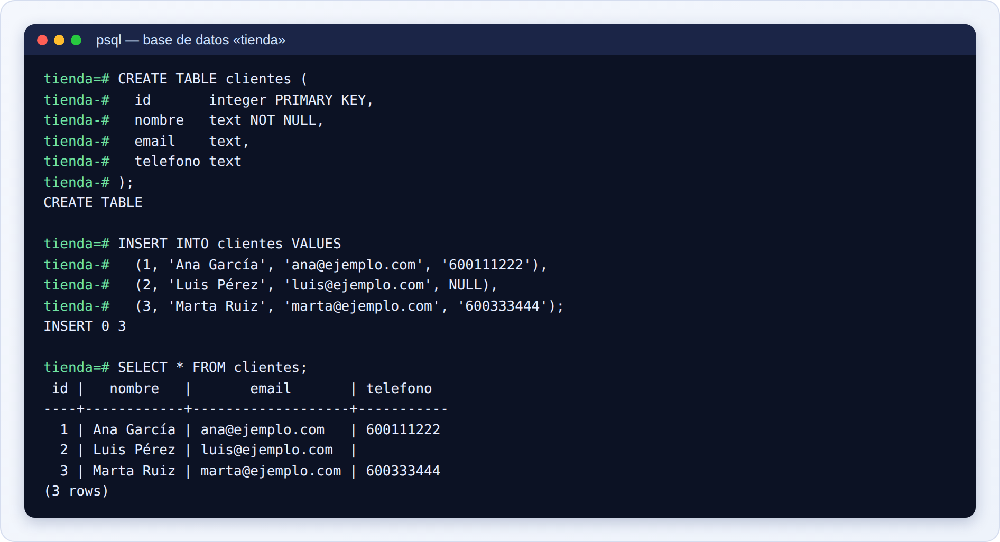 psql — base de datos «tienda»
tienda=# CREATE TABLE clientes (
tienda-#   id       integer PRIMARY KEY,
tienda-#   nombre   text NOT NULL,
tienda-#   email    text,
tienda-#   telefono text
tienda-# );
CREATE TABLE
tienda=# INSERT INTO clientes VALUES
tienda-#   (1, 'Ana García', 'ana@ejemplo.com', '600111222'),
tienda-#   (2, 'Luis Pérez', 'luis@ejemplo.com', NULL),
tienda-#   (3, 'Marta Ruiz', 'marta@ejemplo.com', '600333444');
INSERT 0 3
tienda=# SELECT * FROM clientes;
 id |   nombre   |       email       | telefono
----+------------+-------------------+-----------
  1 | Ana García | ana@ejemplo.com   | 600111222
  2 | Luis Pérez | luis@ejemplo.com  |
  3 | Marta Ruiz | marta@ejemplo.com | 600333444
(3 rows)